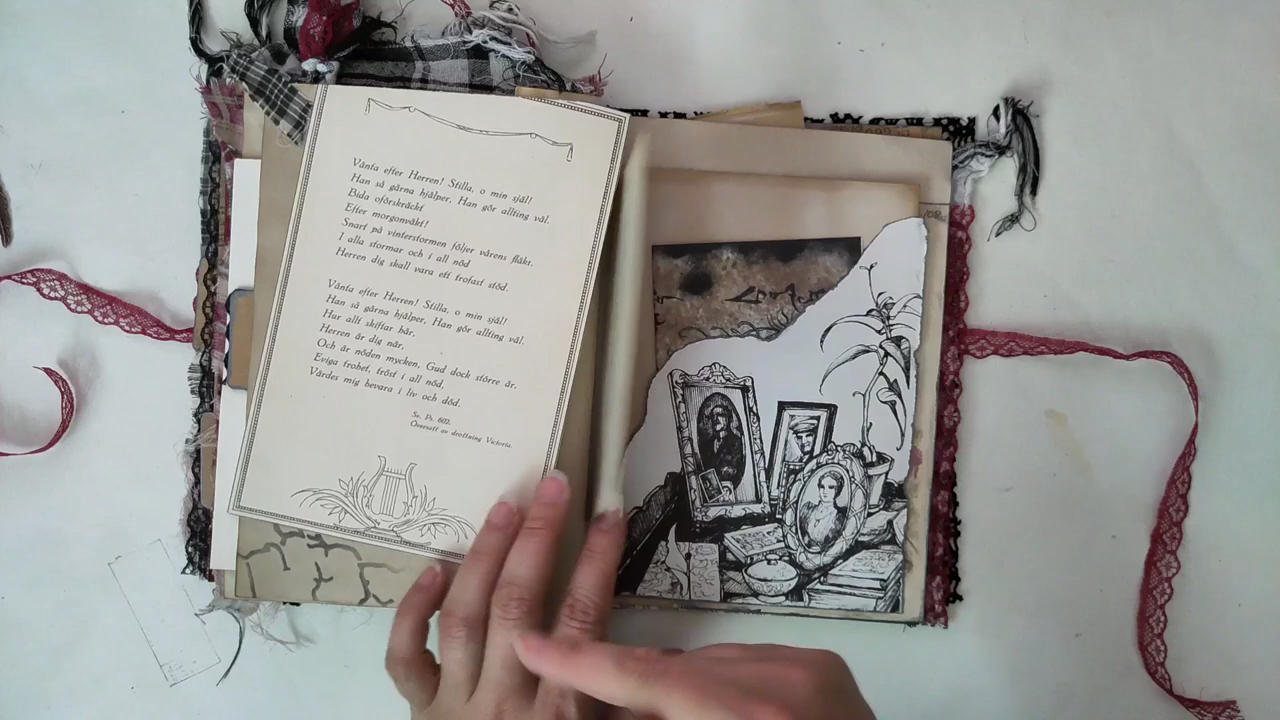 Vänta efter Herren! Stilla, o min själ!
Han så gärna hjälper, Han gör allting väl.
Bida oförskräckt
Efter morgonväkt!
Snart på vinterstormen följer vårens fläkt.
I alla stormar och i all nöd
Herren dig skall vara ett trofast stöd.
Vänta efter Herren! Stilla, o min själ!
Han så gärna hjälper, Han gör allting väl.
Hur allt skiftar här,
Herren är dig när,
Och är nöden mycken, Gud dock större är.
Eviga trohet, tröst i all nöd,
Värdes mig bevara i liv och död.
Sv. Ps. 602.
Översatt av drottning Victoria.